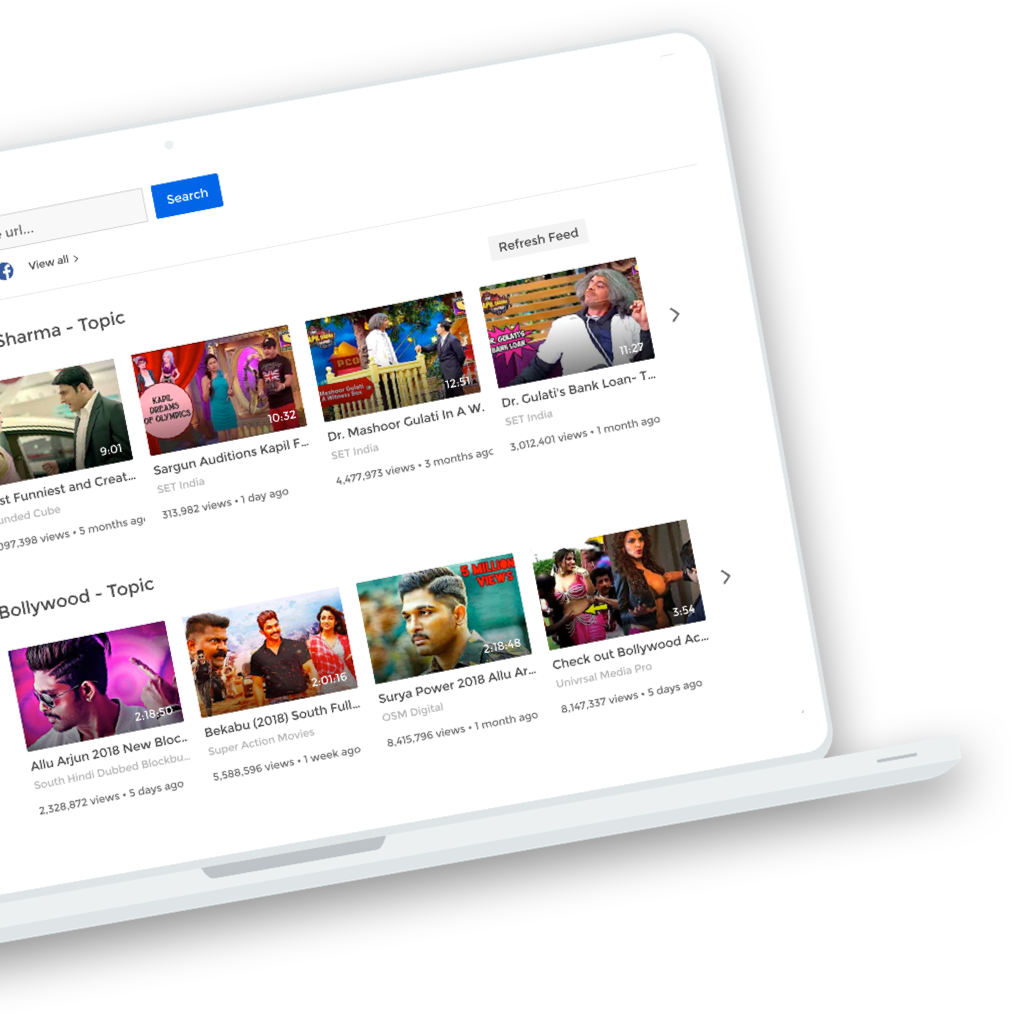 url...
Search
View all >
Refresh Feed
Sharma - Topic
9:01
st Funniest and Creat...
unded Cube
097,398 views • 5 months ag
KAPIL
DREAMS
OF OLYMPICS
10:32
Sargun Auditions Kapil F...
SET India
313,982 views • 1 day ago
PCO
Mashoor Gulati
A Witness Box
12:51
Dr. Mashoor Gulati In A W.
SET India
4,477,973 views • 3 months ago
DR. GULATI'S
BANK LOAN
11:27
Dr. Gulati's Bank Loan- T...
SET India
3,012,401 views • 1 month ago
Bollywood - Topic
2:18:50
Allu Arjun 2018 New Bloc..
South Hindi Dubbed Blockbu...
2,328,872 views • 5 days ago
2:01:16
Bekabu (2018) South Full...
Super Action Movies
5,588,596 views • 1 week ago
5 MILLION
VIEWS
2:18:48
Surya Power 2018 Allu Ar...
OSM Digital
8,415,796 views • 1 month ago
3:54
Check out Bollywood Ac...
Univrsal Media Pro
8,147,337 views • 5 days ago